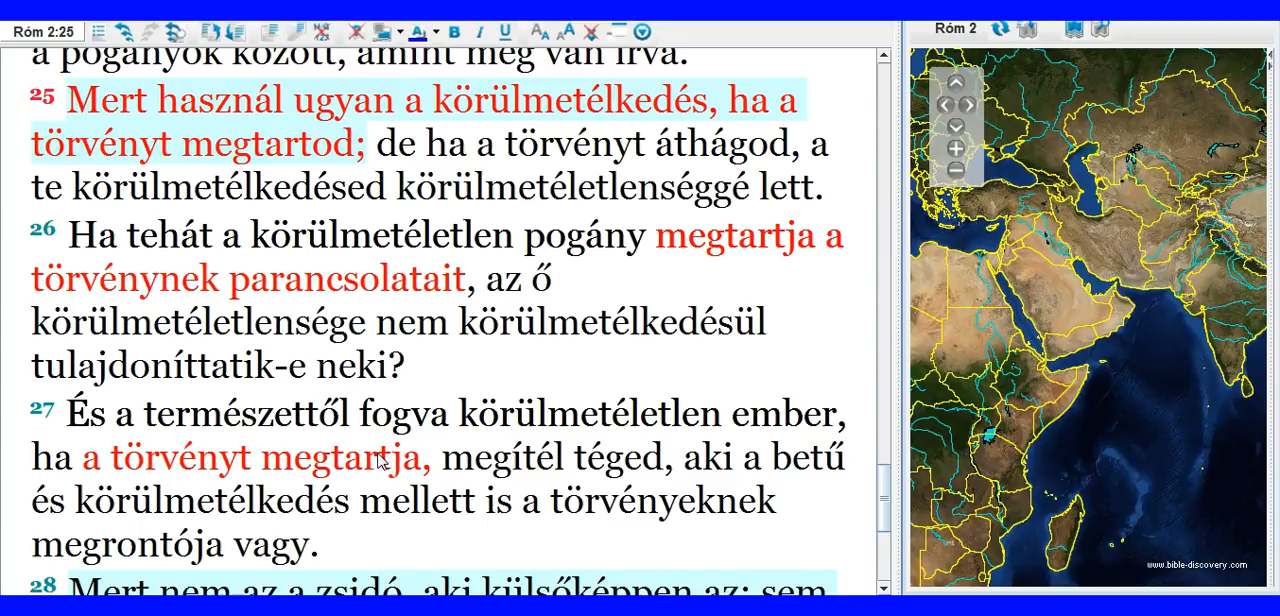 Róm 2:25
Róm 2
a pogányok között, amint meg van írva.
25 Mert használ ugyan a körülmetélkedés, ha a
törvényt megtartod; de ha a törvényt áthágod, a
te körülmetélkedésed körülmetéletlenséggé lett.
26 Ha tehát a körülmetéletlen pogány megtartja a
törvénynek parancsolatait, az ő
körülmetéletlensége nem körülmetélkedésül
tulajdoníttatik-e neki?
27 És a természettől fogva körülmetéletlen ember,
ha a törvényt megtartja, megítél téged, aki a betű
és körülmetélkedés mellett is a törvényeknek
megrontója vagy.
28 Mert nem az a zsidó, aki külsőképpen az; sem
www.bible-discovery.com